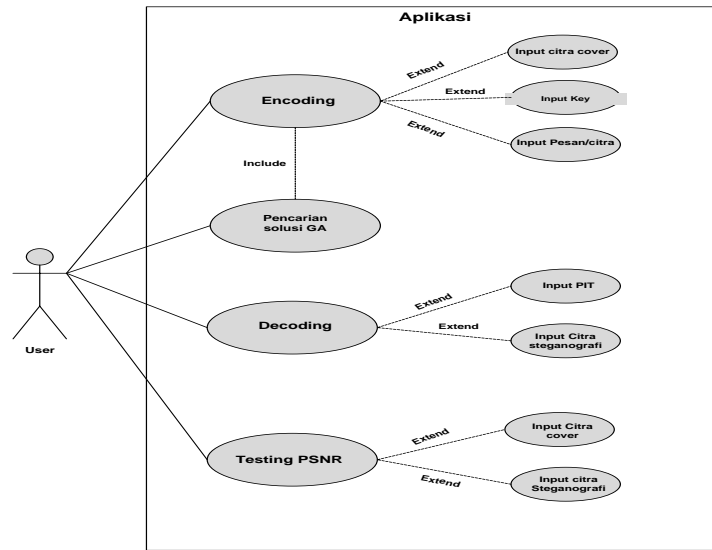 Aplikasi
Extend
Input citra cover
Encoding
Extend
Input Key
Extend
Input Pesan/citra
Include
Pencarian
solusi GA
User
Extend
Input PIT
Decoding
Extend
Input Citra
steganografi
Extend
Input Citra
cover
Testing PSNR
Extend
Input citra
Steganografi